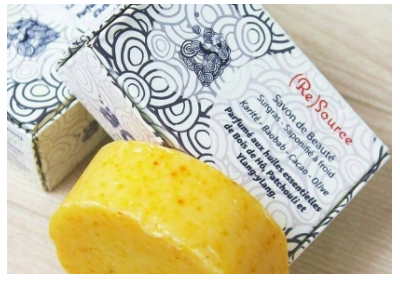 (Re)Source
Savon de Beauté
Surgras - Saponifié à froid
Karité - Baobab - Cacao - Olive
Parfumé aux huiles essentielles
de Bois de Hô, Patchouli et
Ylang-ylang.